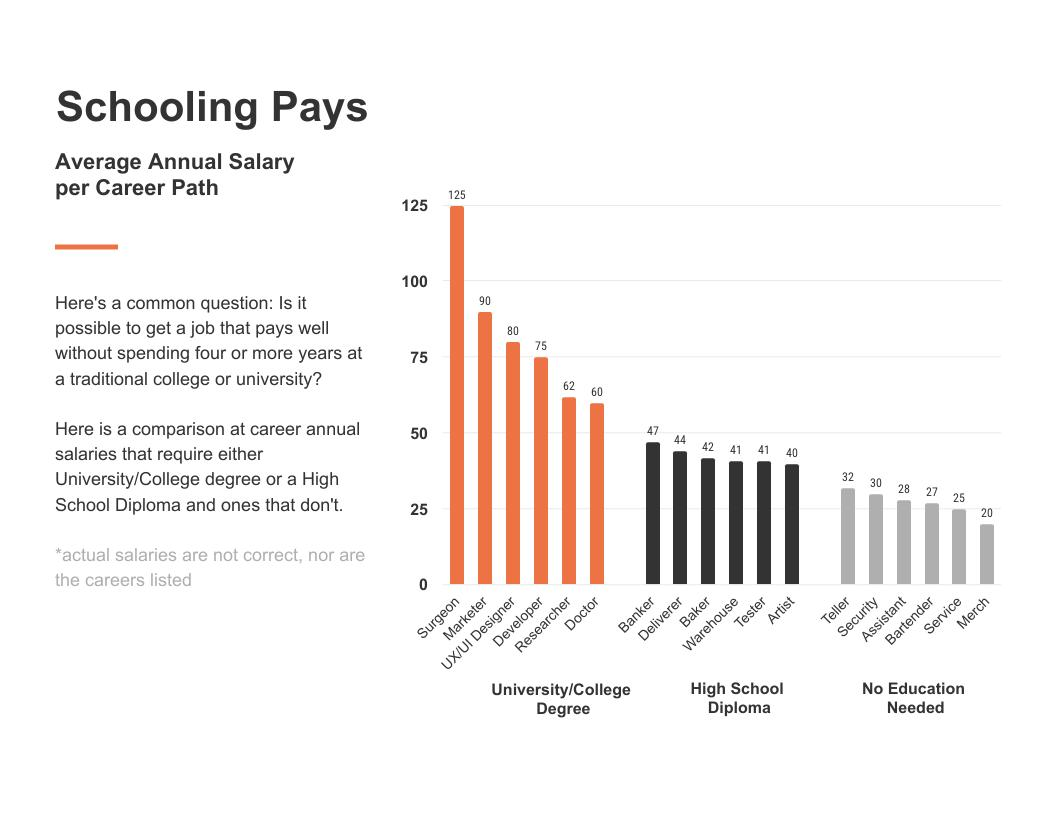 Schooling Pays
Average Annual Salary
per Career Path
Here's a common question: Is it
possible to get a job that pays well
without spending four or more years at
a traditional college or university?
Here is a comparison at career annual
salaries that require either
University/College degree or a High
School Diploma and ones that don't.
*actual salaries are not correct, nor are
the careers listed
125
100
75
50
25
0
125
90
80
75
62
60
47
44
42
41
41
40
32
30
28
27
25
20
Surgeon
Marketer
UX/UI Designer
Developer
Researcher
Doctor
Banker
Deliverer
Baker
Warehouse
Tester
Artist
Teller
Security
Assistant
Bartender
Service
Merch
University/College
Degree
High School
Diploma
No Education
Needed